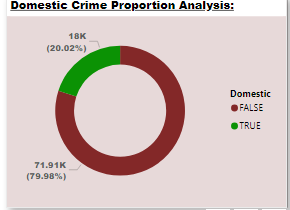 Domestic Crime Proportion Analysis:
18K
(20.02%)
Domestic
FALSE
TRUE
71.91K
(79.98%)